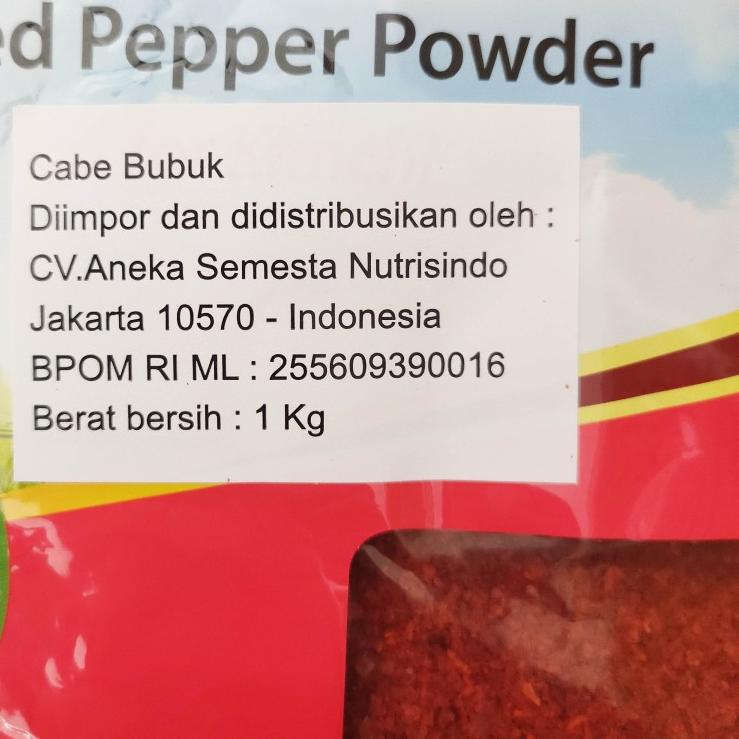 ed Pepper Powder
Cabe Bubuk
Diimpor dan didistribusikan oleh :
CV.Aneka Semesta Nutrisindo
Jakarta 10570 - Indonesia
BPOM RI ML : 255609390016
Berat bersih : 1 Kg